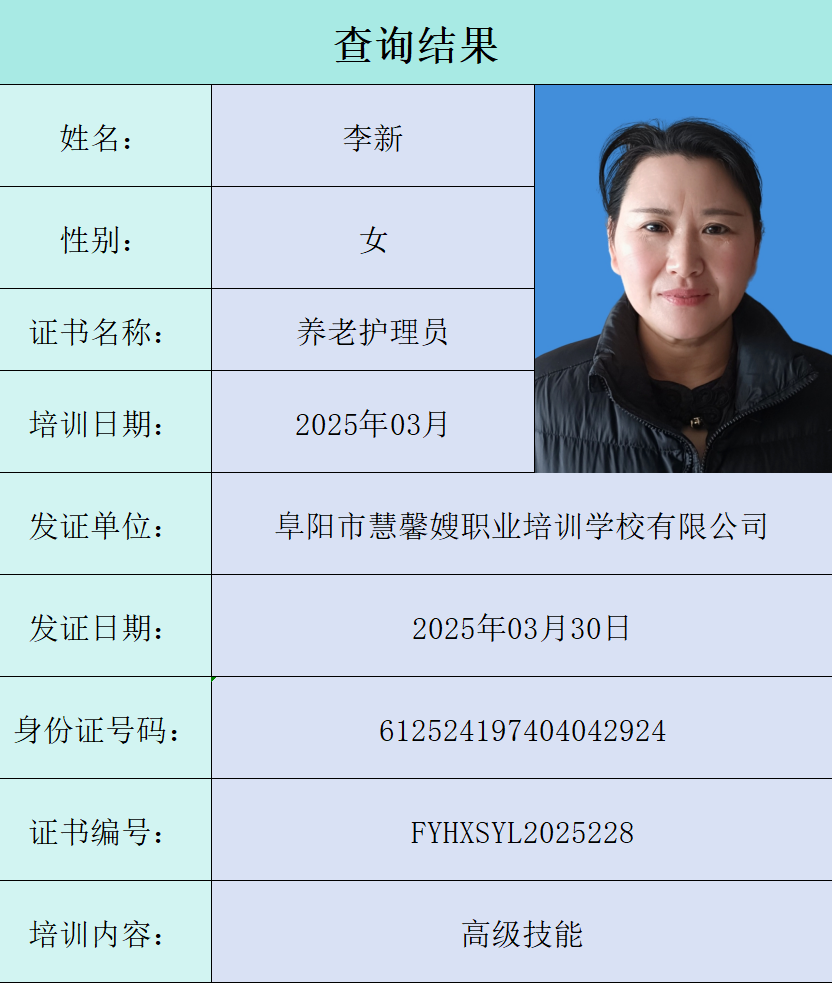 查询结果
姓名： 李新
性别： 女
证书名称： 养老护理员
培训日期： 2025年03月
发证单位： 阜阳市慧馨嫂职业培训学校有限公司
发证日期： 2025年03月30日
身份证号码： 612524197404042924
证书编号： FYHXSYL2025228
培训内容： 高级技能